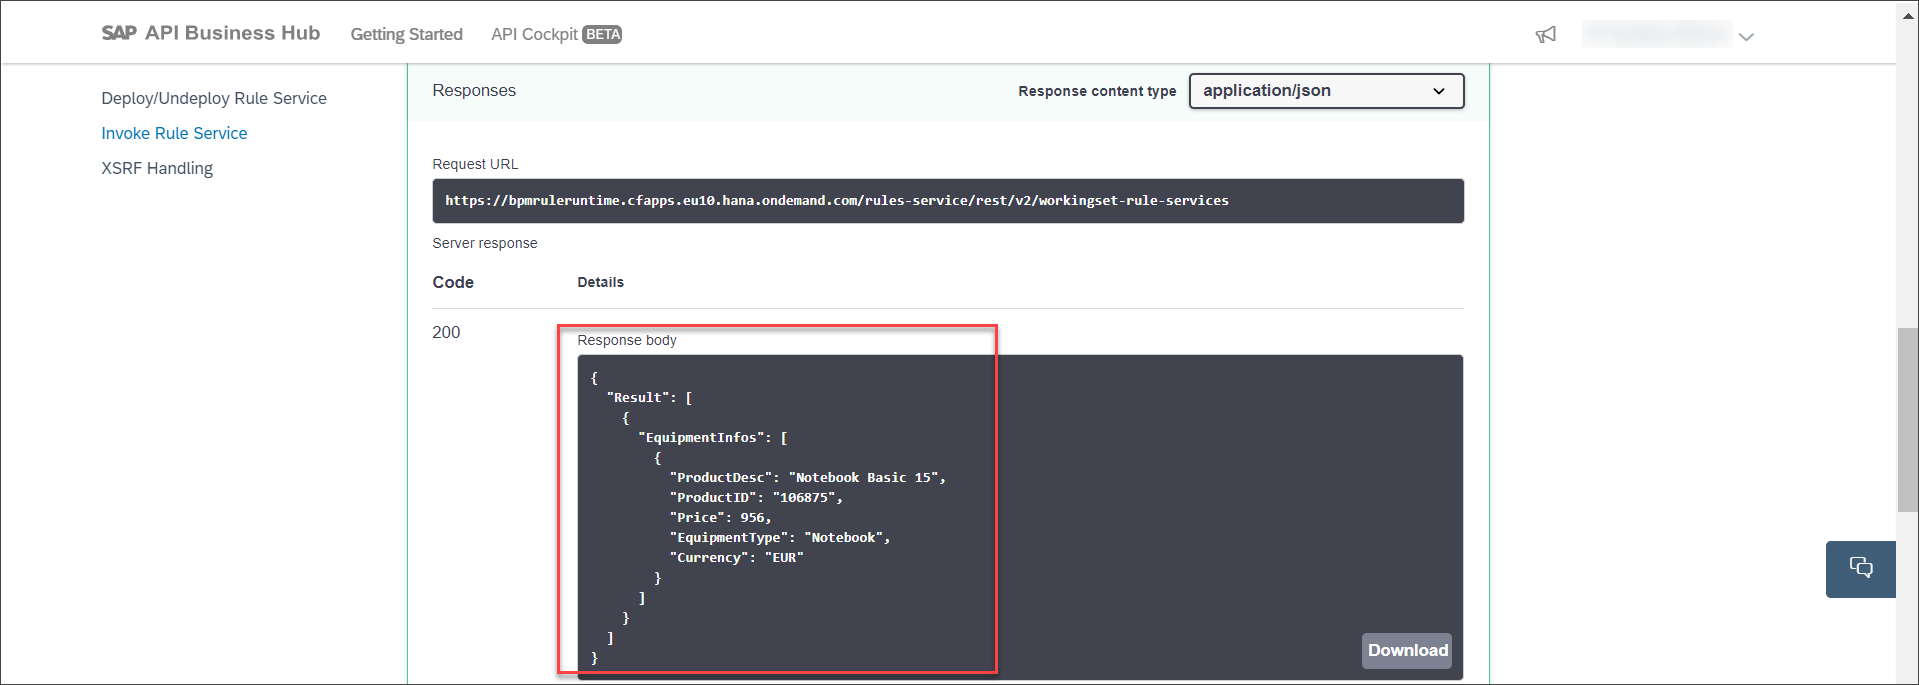 SAP API Business Hub Getting Started API Cockpit BETA
Deploy/Undeploy Rule Service
Invoke Rule Service
XSRF Handling
Responses
Response content type application/json
Request URL
https://bpmruleruntime.cfapps.eu10.hana.ondemand.com/rules-service/rest/v2/workingset-rule-services
Server response
Code Details
200
Response body
{
"Result": [
{
"EquipmentInfos": [
{
"ProductDesc": "Notebook Basic 15",
"ProductID": "106875",
"Price": 956,
"EquipmentType": "Notebook",
"Currency": "EUR"
}
]
}
]
}
Download